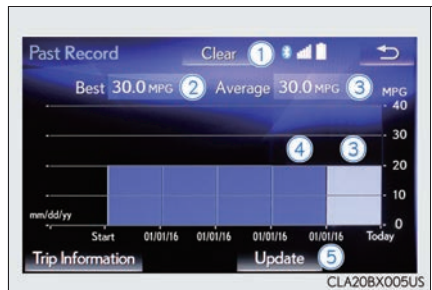 Past Record Clear 1
Best 30.0 MPG 2 Average 30.0 MPG 3 MPG
40
30
4 3
20
10
mm/dd/yy 0
Start 01/01/16 01/01/16 01/01/16 01/01/16 Today
Trip Information Update 5
CLA20BX005US